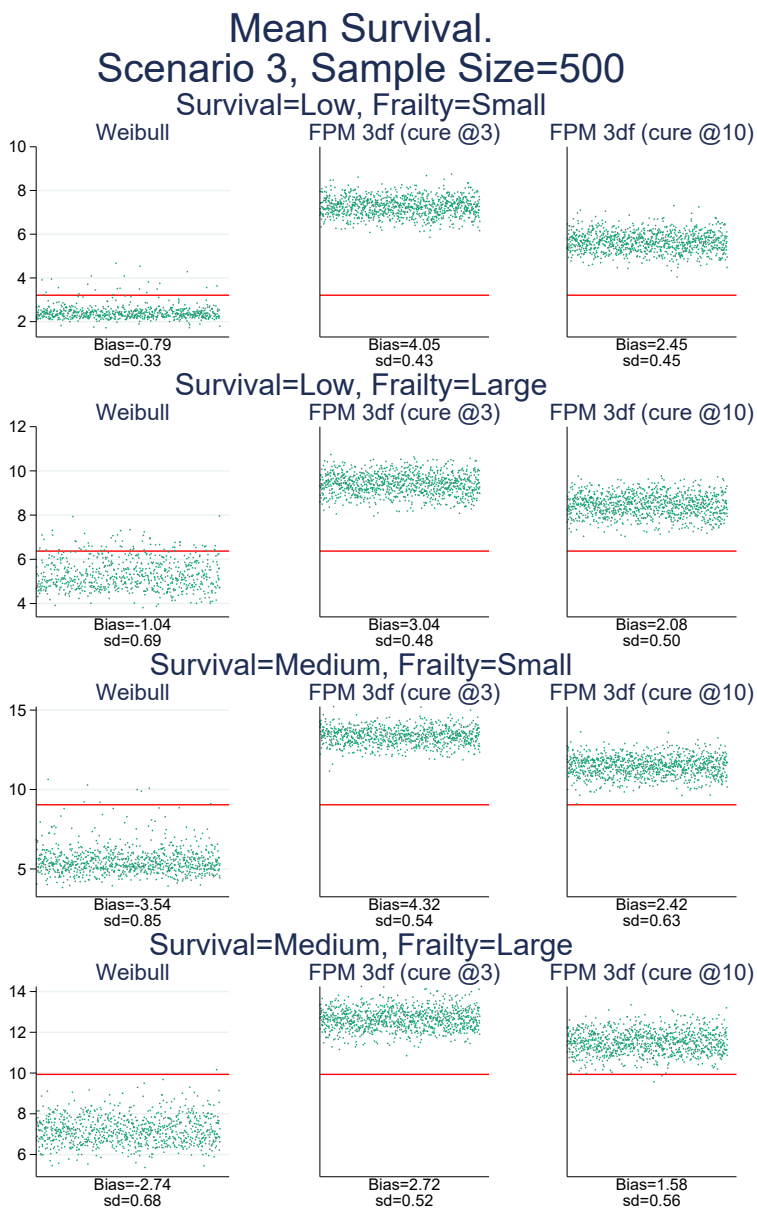 Mean Survival.
Scenario 3, Sample Size=500
Survival=Low, Frailty=Small
Weibull FPM 3df (cure @3) FPM 3df (cure @10)
10
8
6
4
2
Bias=-0.79 Bias=4.05 Bias=2.45
sd=0.33 sd=0.43 sd=0.45
Survival=Low, Frailty=Large
Weibull FPM 3df (cure @3) FPM 3df (cure @10)
12
10
8
6
4
Bias=-1.04 Bias=3.04 Bias=2.08
sd=0.69 sd=0.48 sd=0.50
Survival=Medium, Frailty=Small
Weibull FPM 3df (cure @3) FPM 3df (cure @10)
15
10
5
Bias=-3.54 Bias=4.32 Bias=2.42
sd=0.85 sd=0.54 sd=0.63
Survival=Medium, Frailty=Large
Weibull FPM 3df (cure @3) FPM 3df (cure @10)
14
12
10
8
6
Bias=-2.74 Bias=2.72 Bias=1.58
sd=0.68 sd=0.52 sd=0.56